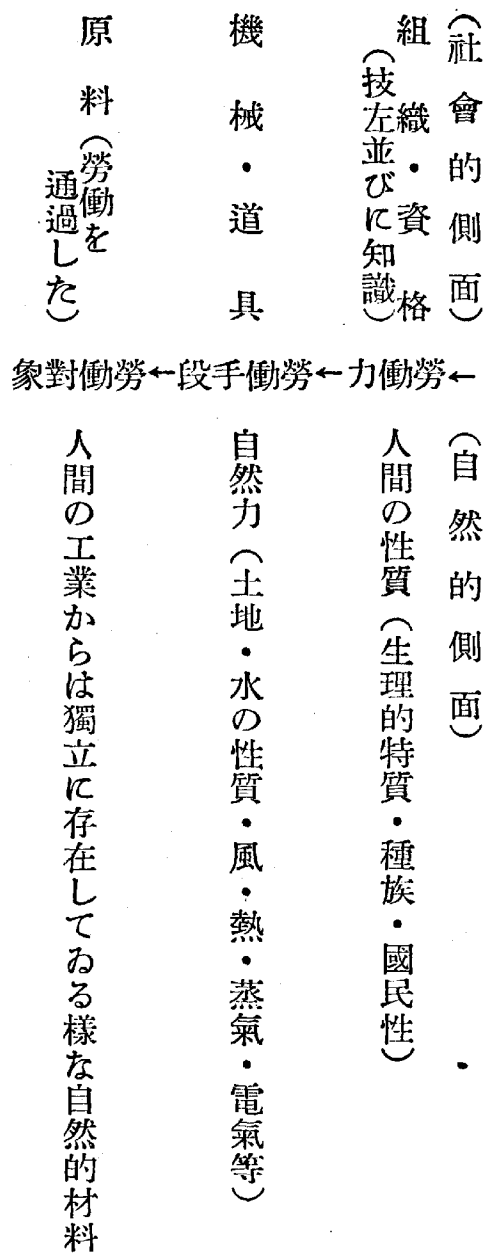 （社會的側面）
組織・資格
（技左並びに知識）
機械・道具
原料（勞働を
通過した）
←勞働力←勞働手段←勞働對象
（自然的側面）
人間の性質（生理的特質・種族・國民性）
自然力（土地・水の性質・風・熱・蒸氣・電氣等）
人間の工業からは獨立に存在してゐる樣な自然的材料